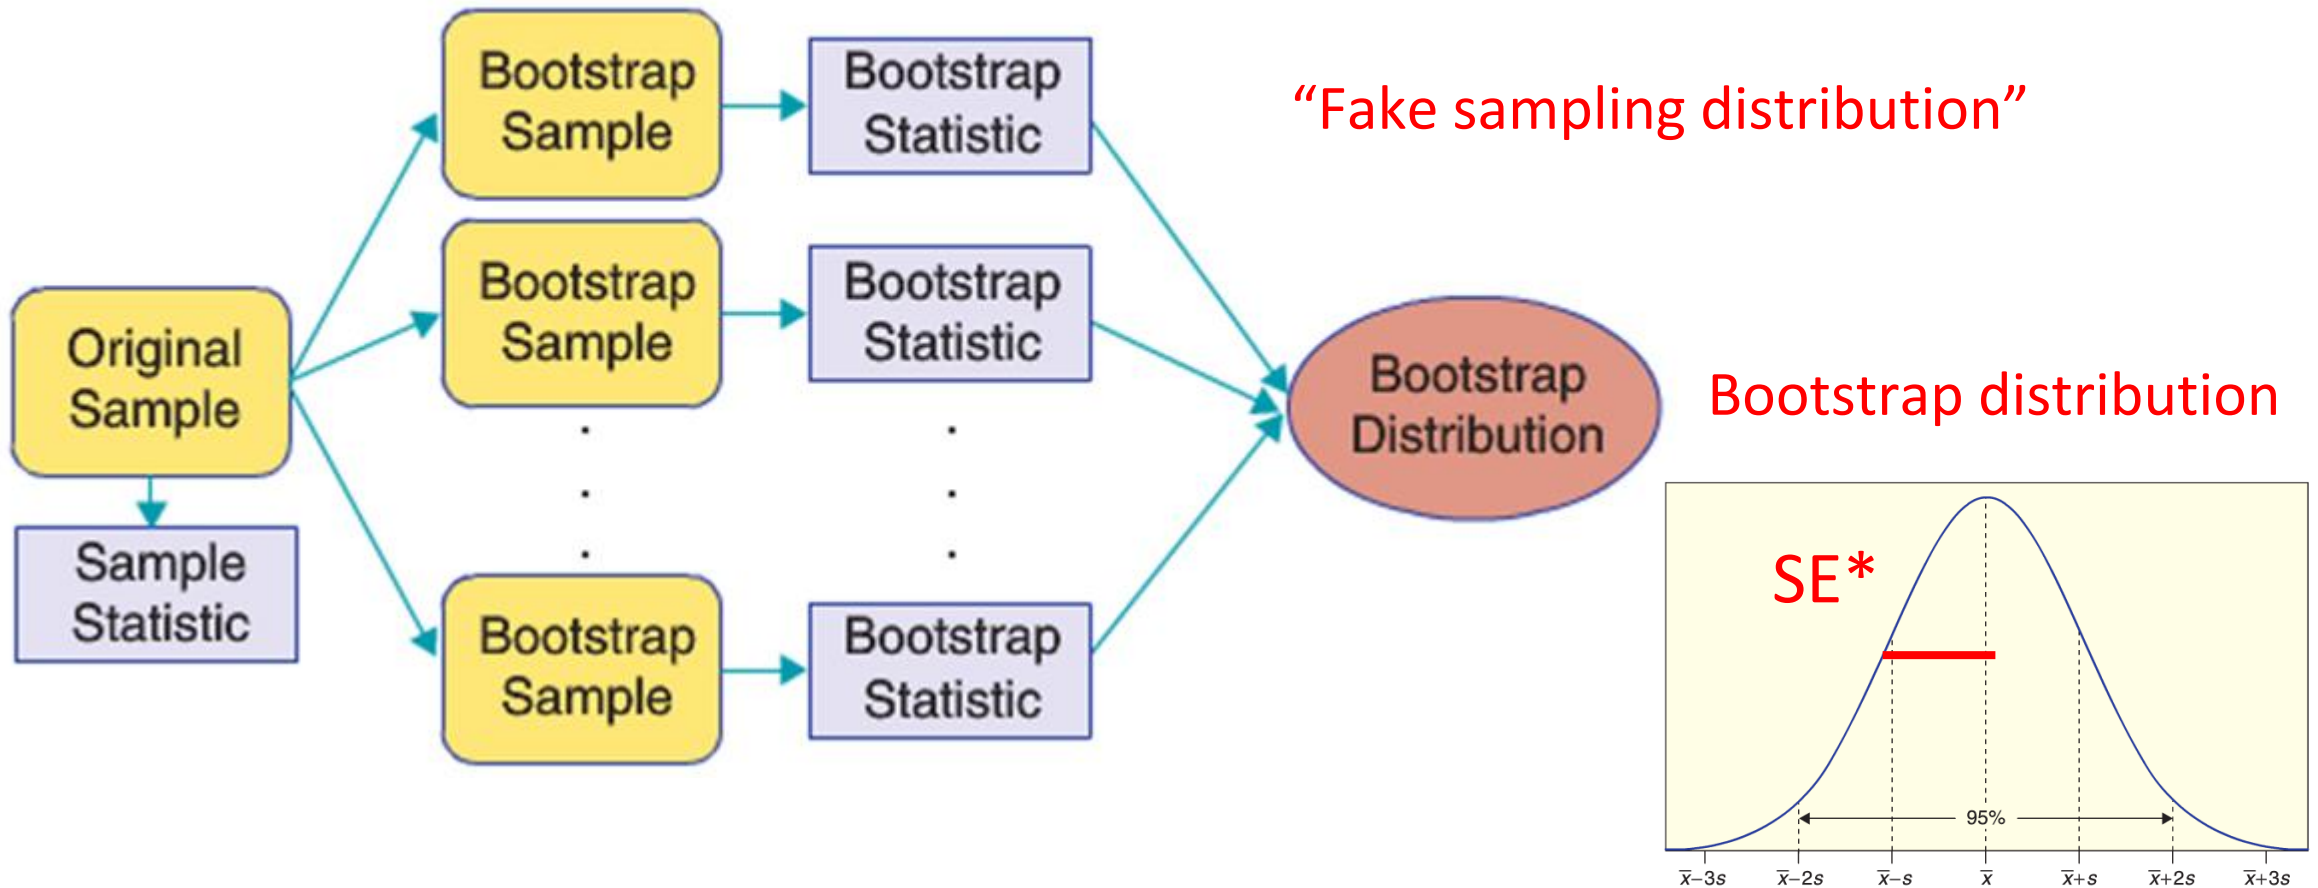 Bootstrap
Sample
Bootstrap
Statistic
“Fake sampling distribution”
Bootstrap
Sample
Bootstrap
Statistic
Original
Sample
Bootstrap
Distribution
Bootstrap distribution
Sample
Statistic
Bootstrap
Sample
Bootstrap
Statistic
SE*
95%
x̅−3s x̅−2s x̅−s x̅ x̅+s x̅+2s x̅+3s